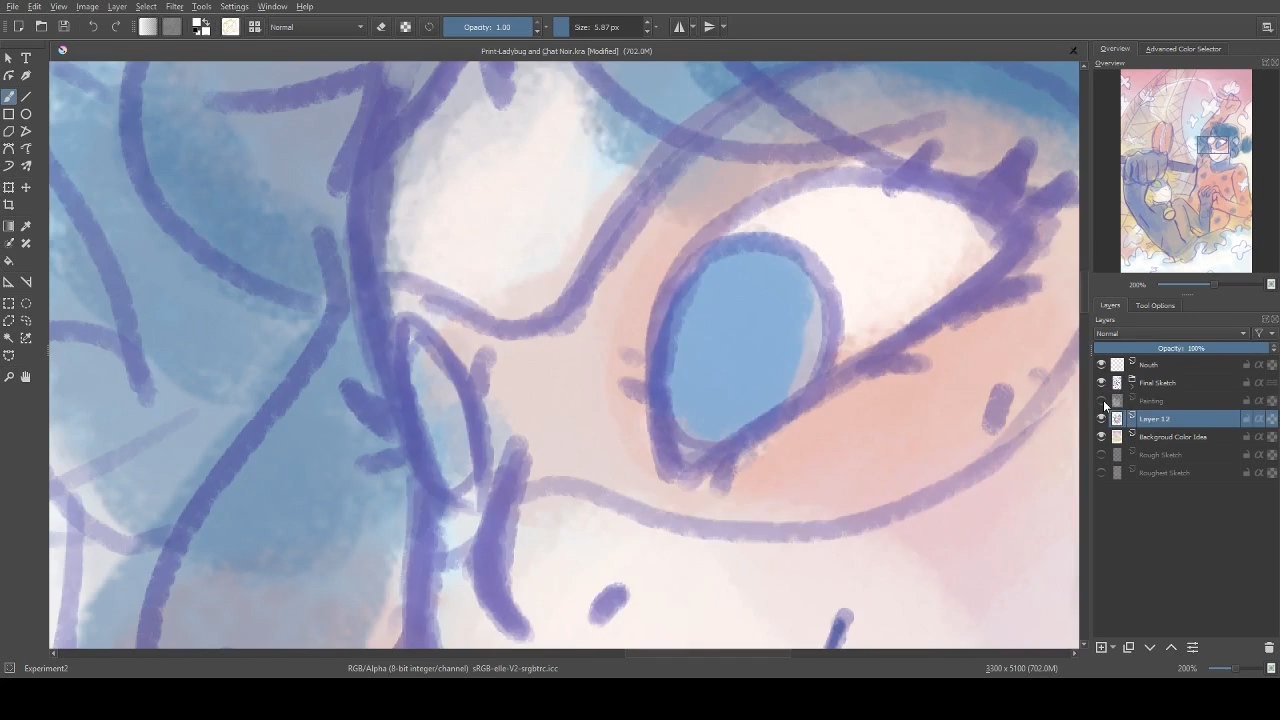 File Edit View Image Layer Select Filter Tools Settings Window Help
Normal Opacity: 1.00 Size: 5.87 px
Print-Ladybug and Chat Noir.kra [Modified] (702.0M)
Overview Advanced Color Selector
Overview
200%
Layers Tool Options
Layers
Normal
Opacity: 100%
Nouth
Final Sketch
Painting
Layer 12
Backgroud Color Idea
Rough Sketch
Roughest Sketch
Experiment2 RGB/Alpha (8-bit integer/channel) sRGB-elle-V2-srgbtrc.icc 3300 x 5100 (702.0M) 200%